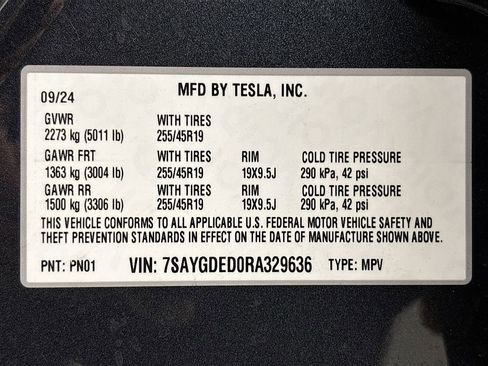 MFD BY TESLA, INC.
09/24
GVWR WITH TIRES
2273 kg (5011 lb) 255/45R19
GAWR FRT WITH TIRES RIM COLD TIRE PRESSURE
1363 kg (3004 lb) 255/45R19 19X9.5J 290 kPa, 42 psi
GAWR RR WITH TIRES RIM COLD TIRE PRESSURE
1500 kg (3306 lb) 255/45R19 19X9.5J 290 kPa, 42 psi
THIS VEHICLE CONFORMS TO ALL APPLICABLE U.S. FEDERAL MOTOR VEHICLE SAFETY AND
THEFT PREVENTION STANDARDS IN EFFECT ON THE DATE OF MANUFACTURE SHOWN ABOVE.
PNT: PN01 VIN: 7SAYGDED0RA329636 TYPE: MPV